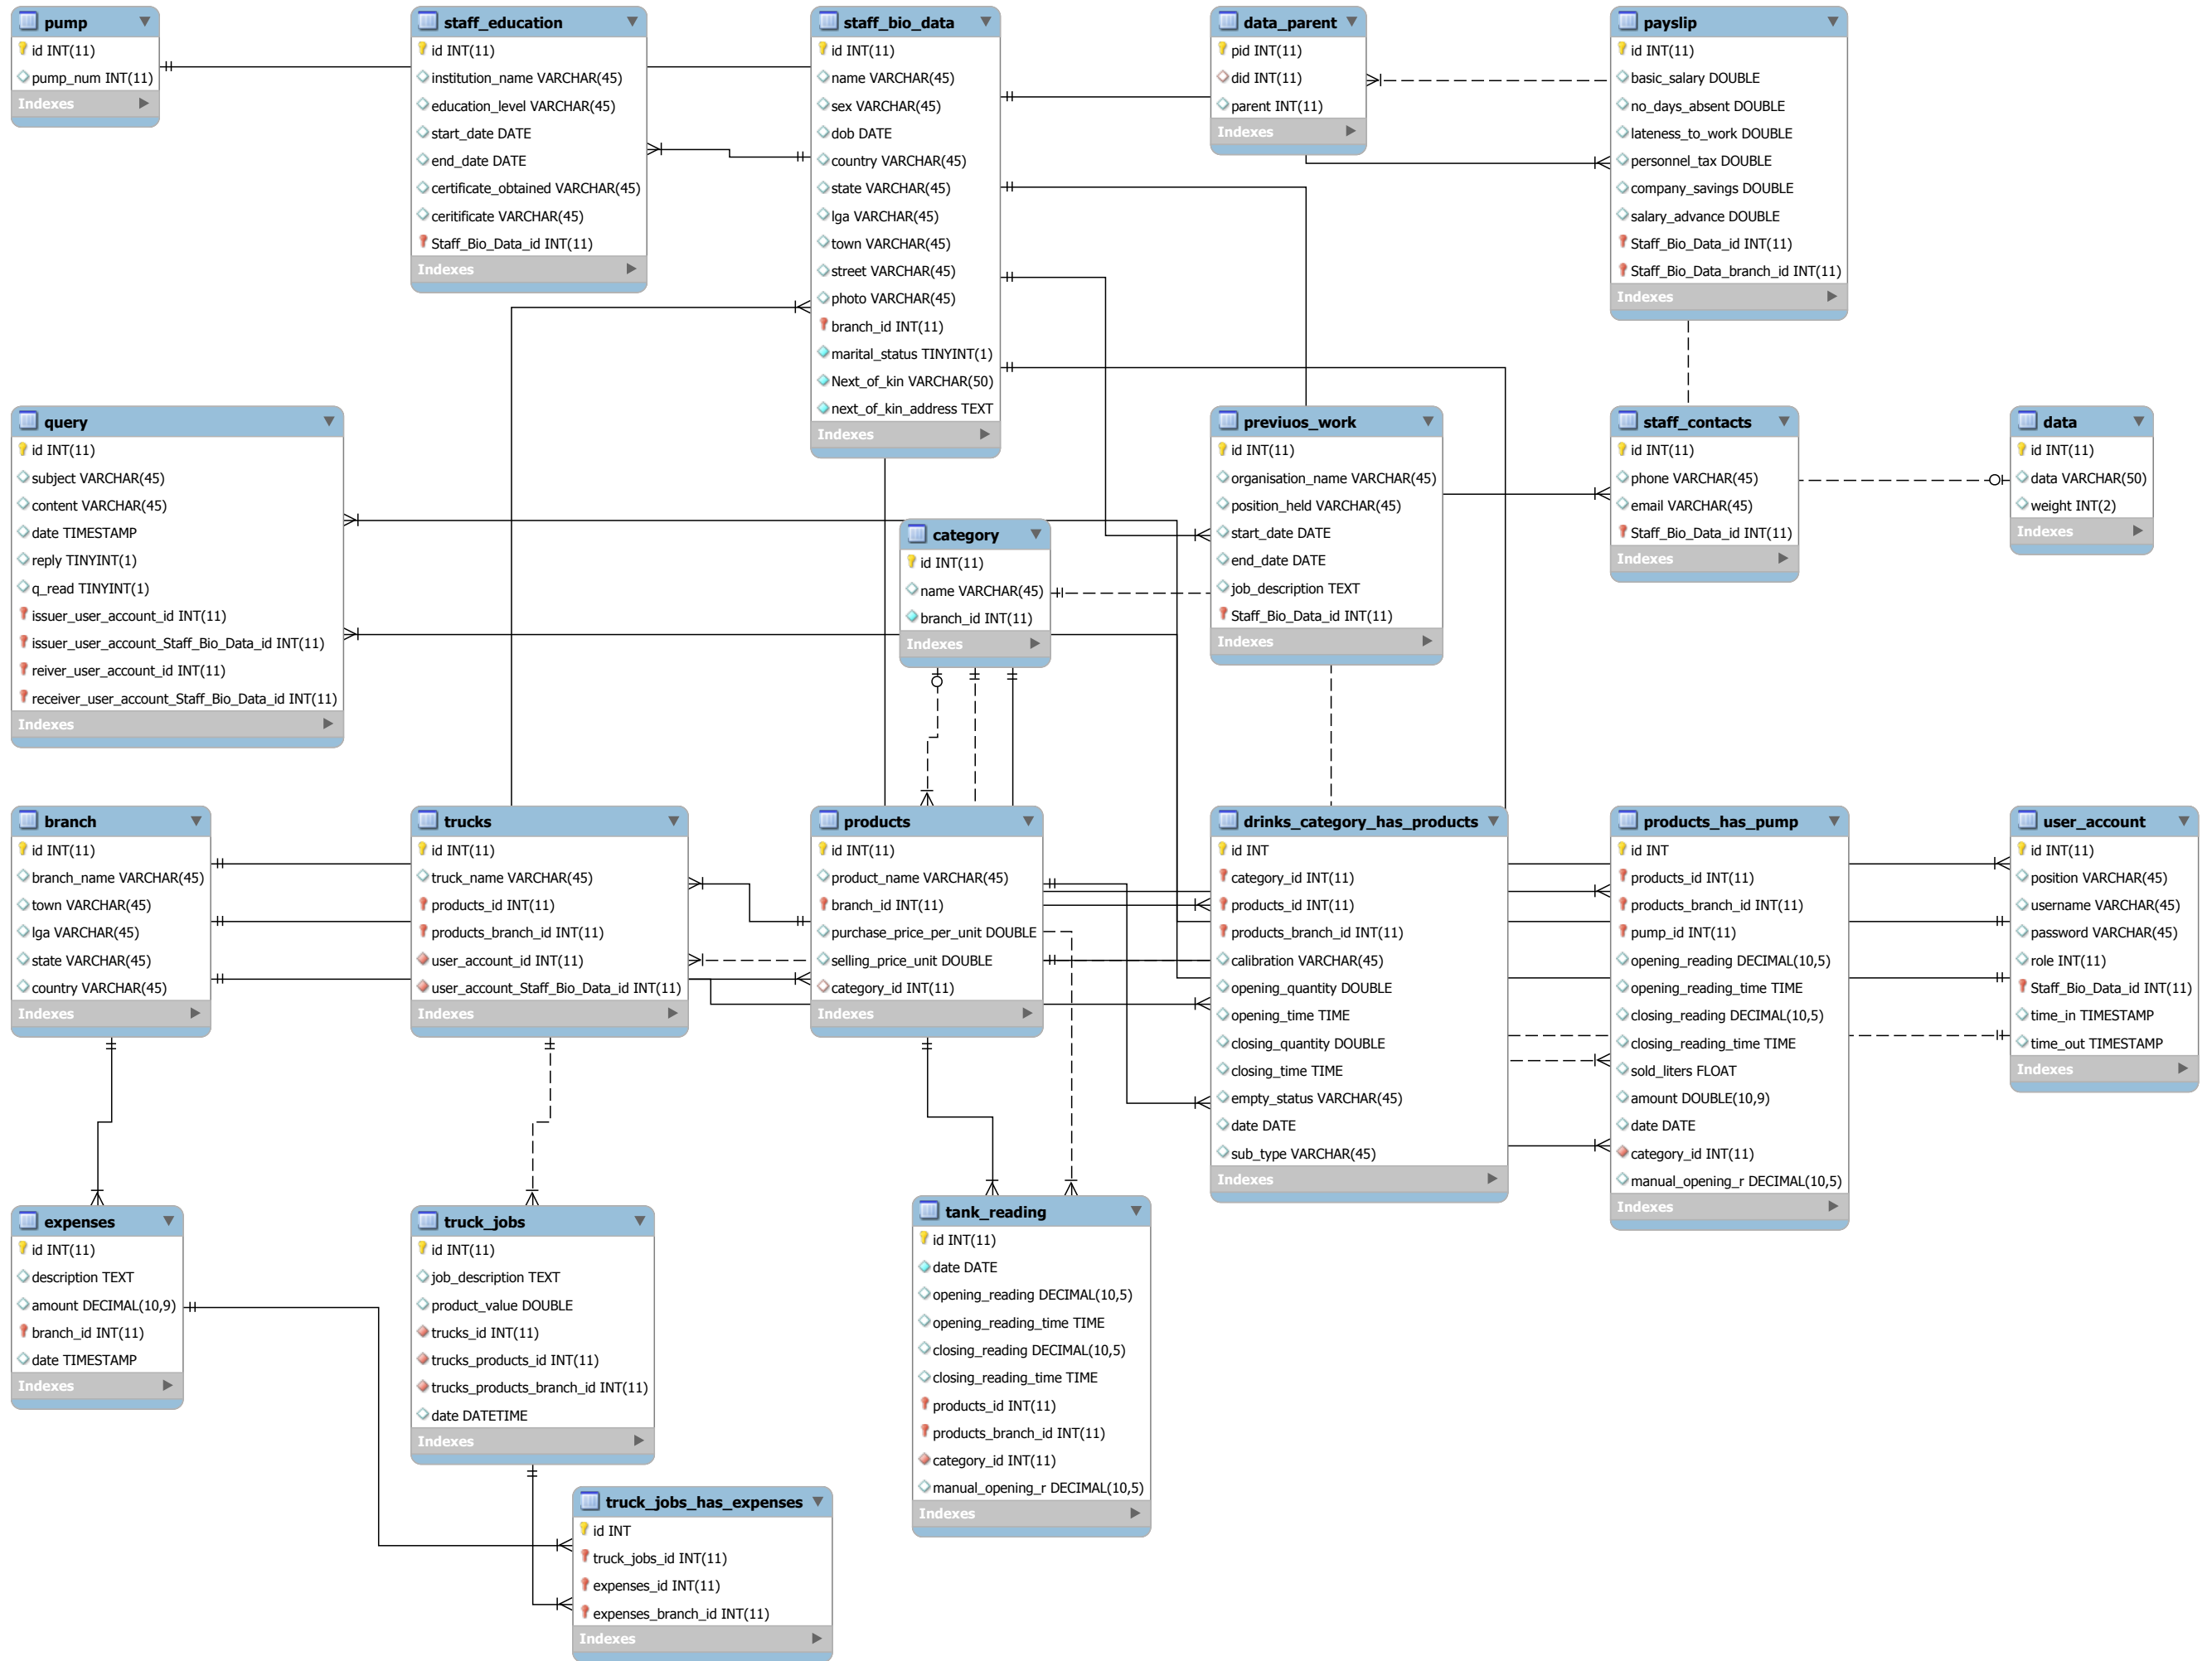 pump
id INT(11)
pump_num INT(11)
Indexes
staff_education
id INT(11)
institution_name VARCHAR(45)
education_level VARCHAR(45)
start_date DATE
end_date DATE
certificate_obtained VARCHAR(45)
ceritificate VARCHAR(45)
Staff_Bio_Data_id INT(11)
Indexes
staff_bio_data
id INT(11)
name VARCHAR(45)
sex VARCHAR(45)
dob DATE
country VARCHAR(45)
state VARCHAR(45)
lga VARCHAR(45)
town VARCHAR(45)
street VARCHAR(45)
photo VARCHAR(45)
branch_id INT(11)
marital_status TINYINT(1)
Next_of_kin VARCHAR(50)
next_of_kin_address TEXT
Indexes
data_parent
pid INT(11)
did INT(11)
parent INT(11)
Indexes
payslip
id INT(11)
basic_salary DOUBLE
no_days_absent DOUBLE
lateness_to_work DOUBLE
personnel_tax DOUBLE
company_savings DOUBLE
salary_advance DOUBLE
Staff_Bio_Data_id INT(11)
Staff_Bio_Data_branch_id INT(11)
Indexes
query
id INT(11)
subject VARCHAR(45)
content VARCHAR(45)
date TIMESTAMP
reply TINYINT(1)
q_read TINYINT(1)
issuer_user_account_id INT(11)
issuer_user_account_Staff_Bio_Data_id INT(11)
reiver_user_account_id INT(11)
receiver_user_account_Staff_Bio_Data_id INT(11)
Indexes
category
id INT(11)
name VARCHAR(45)
branch_id INT(11)
Indexes
previuos_work
id INT(11)
organisation_name VARCHAR(45)
position_held VARCHAR(45)
start_date DATE
end_date DATE
job_description TEXT
Staff_Bio_Data_id INT(11)
Indexes
staff_contacts
id INT(11)
phone VARCHAR(45)
email VARCHAR(45)
Staff_Bio_Data_id INT(11)
Indexes
data
id INT(11)
data VARCHAR(50)
weight INT(2)
Indexes
branch
id INT(11)
branch_name VARCHAR(45)
town VARCHAR(45)
lga VARCHAR(45)
state VARCHAR(45)
country VARCHAR(45)
Indexes
trucks
id INT(11)
truck_name VARCHAR(45)
products_id INT(11)
products_branch_id INT(11)
user_account_id INT(11)
user_account_Staff_Bio_Data_id INT(11)
Indexes
products
id INT(11)
product_name VARCHAR(45)
branch_id INT(11)
purchase_price_per_unit DOUBLE
selling_price_unit DOUBLE
category_id INT(11)
Indexes
drinks_category_has_products
id INT
category_id INT(11)
products_id INT(11)
products_branch_id INT(11)
calibration VARCHAR(45)
opening_quantity DOUBLE
opening_time TIME
closing_quantity DOUBLE
closing_time TIME
empty_status VARCHAR(45)
date DATE
sub_type VARCHAR(45)
Indexes
products_has_pump
id INT
products_id INT(11)
products_branch_id INT(11)
pump_id INT(11)
opening_reading DECIMAL(10,5)
opening_reading_time TIME
closing_reading DECIMAL(10,5)
closing_reading_time TIME
sold_liters FLOAT
amount DOUBLE(10,9)
date DATE
category_id INT(11)
manual_opening_r DECIMAL(10,5)
Indexes
user_account
id INT(11)
position VARCHAR(45)
username VARCHAR(45)
password VARCHAR(45)
role INT(11)
Staff_Bio_Data_id INT(11)
time_in TIMESTAMP
time_out TIMESTAMP
Indexes
expenses
id INT(11)
description TEXT
amount DECIMAL(10,9)
branch_id INT(11)
date TIMESTAMP
Indexes
truck_jobs
id INT(11)
job_description TEXT
product_value DOUBLE
trucks_id INT(11)
trucks_products_id INT(11)
trucks_products_branch_id INT(11)
date DATETIME
Indexes
tank_reading
id INT(11)
date DATE
opening_reading DECIMAL(10,5)
opening_reading_time TIME
closing_reading DECIMAL(10,5)
closing_reading_time TIME
products_id INT(11)
products_branch_id INT(11)
category_id INT(11)
manual_opening_r DECIMAL(10,5)
Indexes
truck_jobs_has_expenses
id INT
truck_jobs_id INT(11)
expenses_id INT(11)
expenses_branch_id INT(11)
Indexes